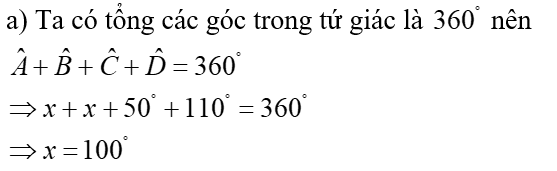 a) Ta có tổng các góc trong tứ giác là 360° nên
Â + B̂ + Ĉ + D̂ = 360°
⇒ x + x + 50° + 110° = 360°
⇒ x = 100°